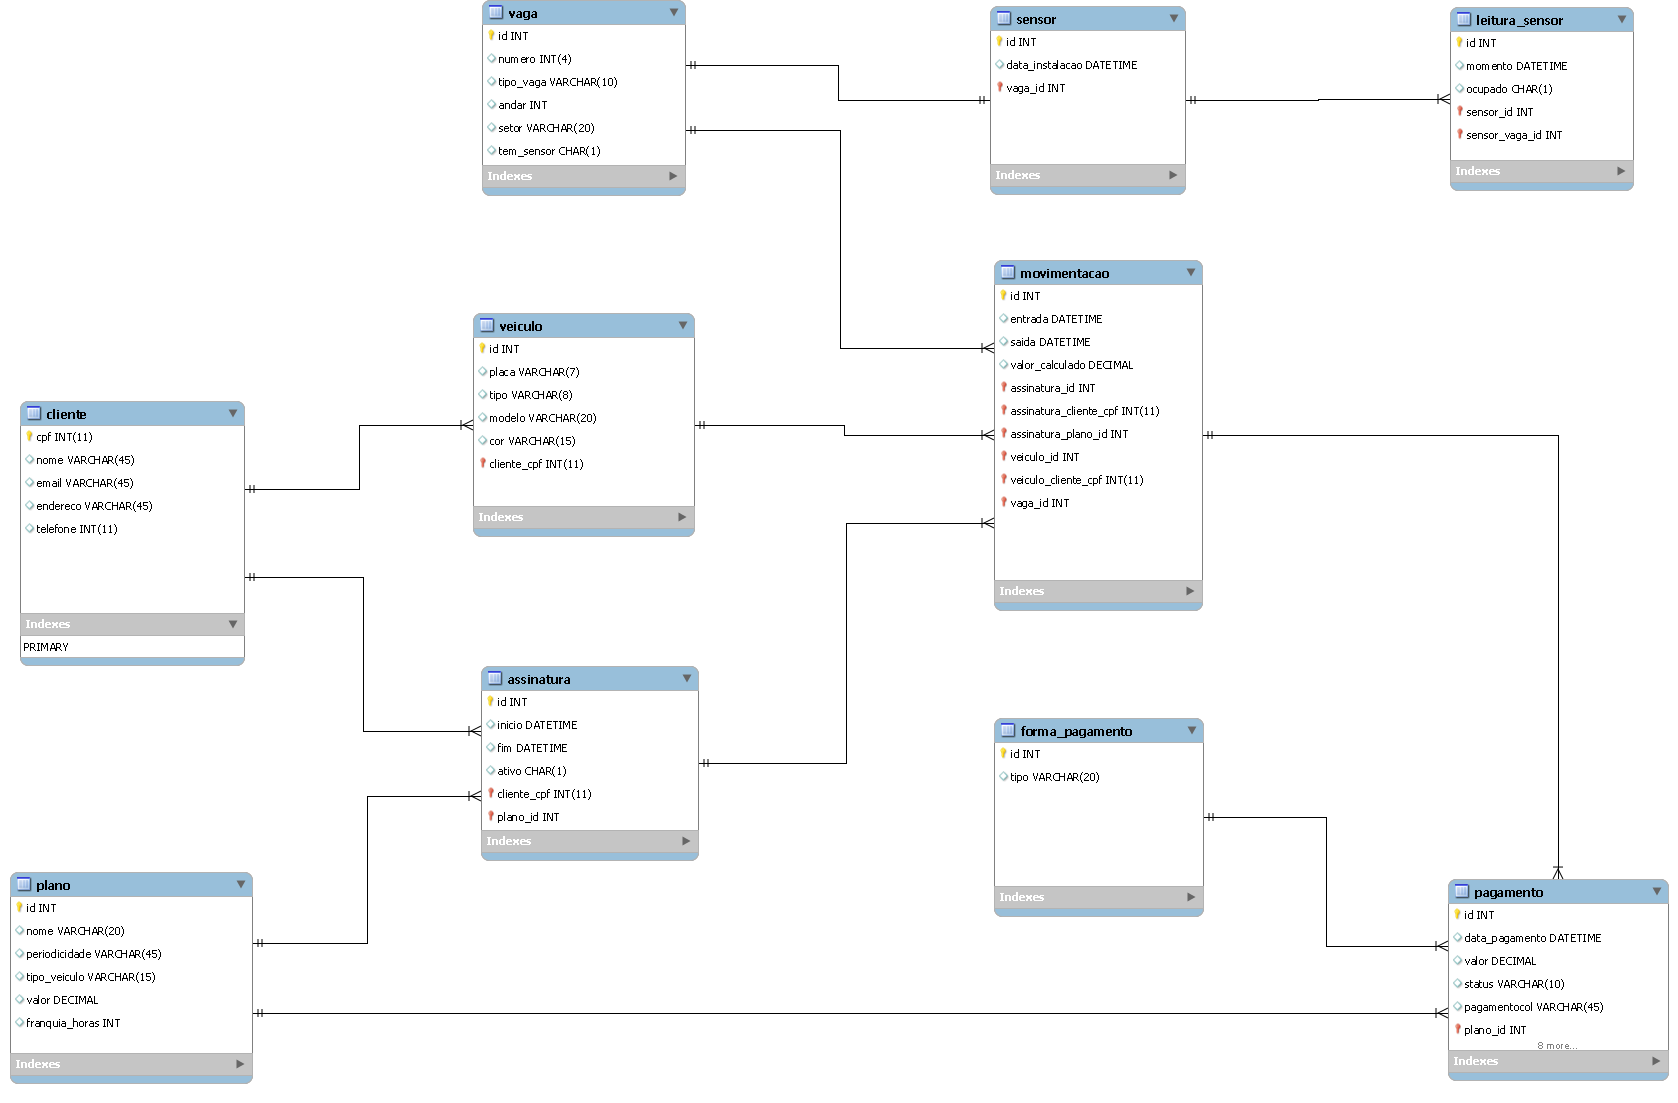 vaga
id INT
numero INT(4)
tipo_vaga VARCHAR(10)
andar INT
setor VARCHAR(20)
tem_sensor CHAR(1)
Indexes
sensor
id INT
data_instalacao DATETIME
vaga_id INT
Indexes
leitura_sensor
id INT
momento DATETIME
ocupado CHAR(1)
sensor_id INT
sensor_vaga_id INT
Indexes
movimentacao
id INT
entrada DATETIME
saida DATETIME
valor_calculado DECIMAL
assinatura_id INT
assinatura_cliente_cpf INT(11)
assinatura_plano_id INT
veiculo_id INT
veiculo_cliente_cpf INT(11)
vaga_id INT
Indexes
veiculo
id INT
placa VARCHAR(7)
tipo VARCHAR(8)
modelo VARCHAR(20)
cor VARCHAR(15)
cliente_cpf INT(11)
Indexes
cliente
cpf INT(11)
nome VARCHAR(45)
email VARCHAR(45)
endereco VARCHAR(45)
telefone INT(11)
Indexes
PRIMARY
assinatura
id INT
inicio DATETIME
fim DATETIME
ativo CHAR(1)
cliente_cpf INT(11)
plano_id INT
Indexes
forma_pagamento
id INT
tipo VARCHAR(20)
Indexes
plano
id INT
nome VARCHAR(20)
periodicidade VARCHAR(45)
tipo_veiculo VARCHAR(15)
valor DECIMAL
franquia_horas INT
Indexes
pagamento
id INT
data_pagamento DATETIME
valor DECIMAL
status VARCHAR(10)
pagamentocol VARCHAR(45)
plano_id INT
8 more...
Indexes